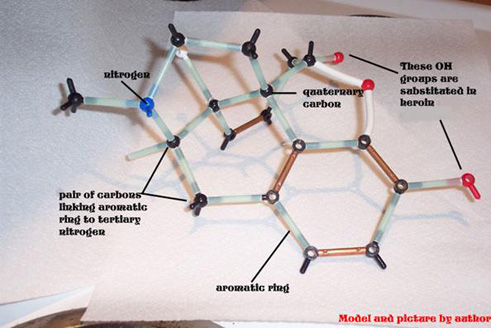 nitrogen
quaternary
carbon
These OH
groups are
substituted in
heroin
pair of carbons
linking aromatic
ring to tertiary
nitrogen
aromatic ring
Model and picture by author